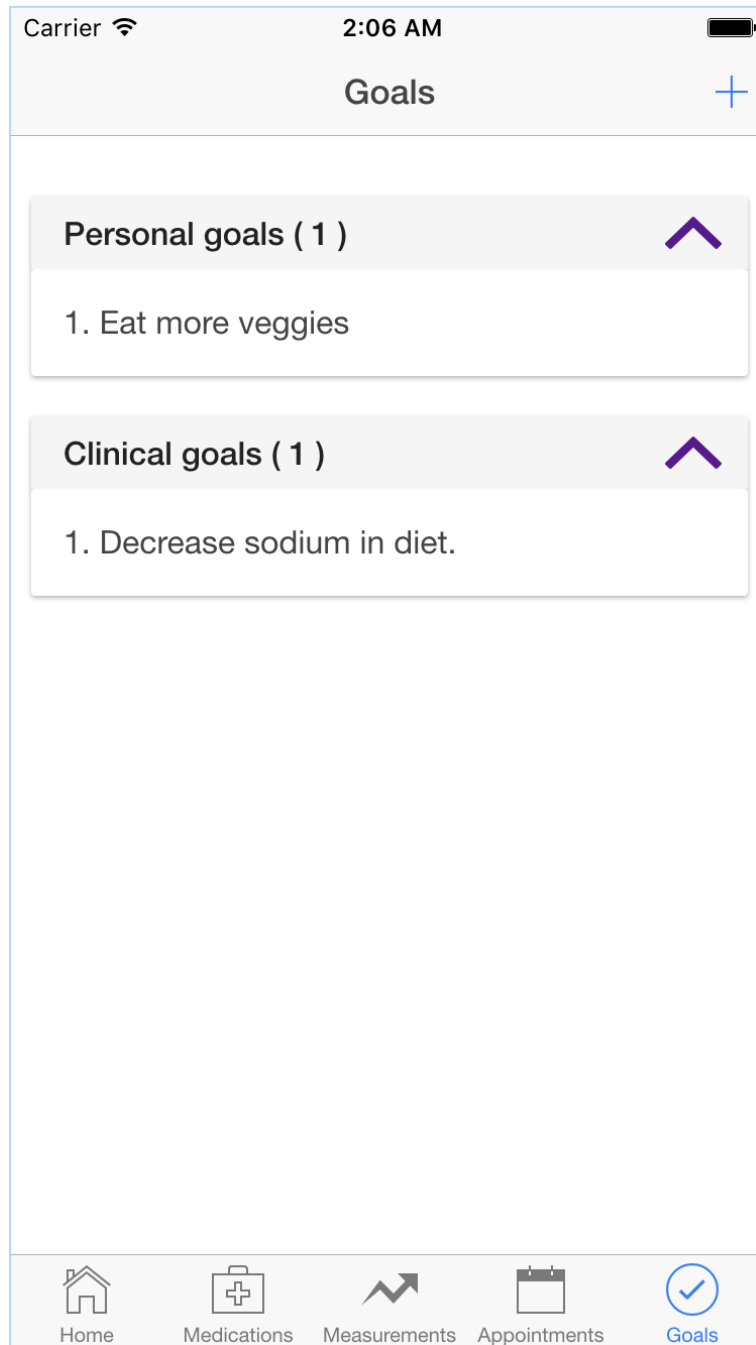 Carrier 2:06 AM
Goals +
Personal goals ( 1 )
1. Eat more veggies
Clinical goals ( 1 )
1. Decrease sodium in diet.
Home Medications Measurements Appointments Goals